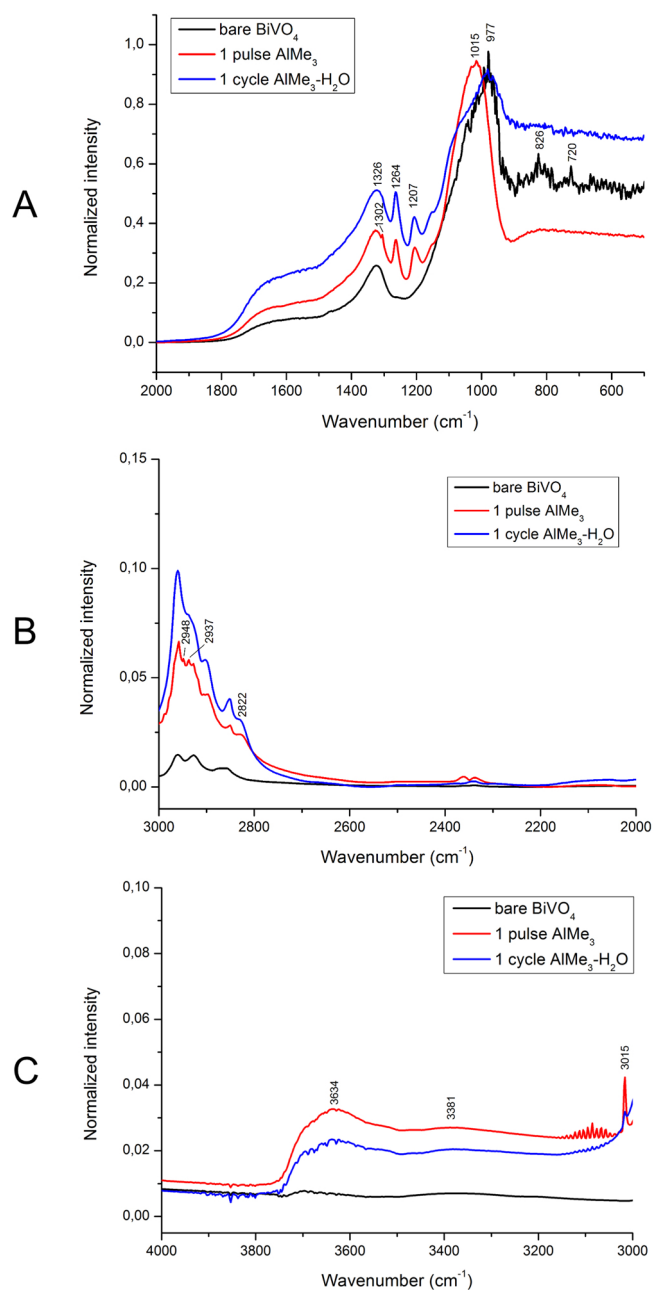 A
bare BiVO4
1 pulse AlMe3
1 cycle AlMe3-H2O
1015
977
826
720
1326
1302
1264
1207
Normalized intensity
1,0
0,8
0,6
0,4
0,2
0,0
2000 1800 1600 1400 1200 1000 800 600
Wavenumber (cm-1)
B
bare BiVO4
1 pulse AlMe3
1 cycle AlMe3-H2O
2948
2937
2822
Normalized intensity
0,15
0,10
0,05
0,00
3000 2800 2600 2400 2200 2000
Wavenumber (cm-1)
C
bare BiVO4
1 pulse AlMe3
1 cycle AlMe3-H2O
3634
3381
3015
Normalized intensity
0,10
0,08
0,06
0,04
0,02
0,00
4000 3800 3600 3400 3200 3000
Wavenumber (cm-1)